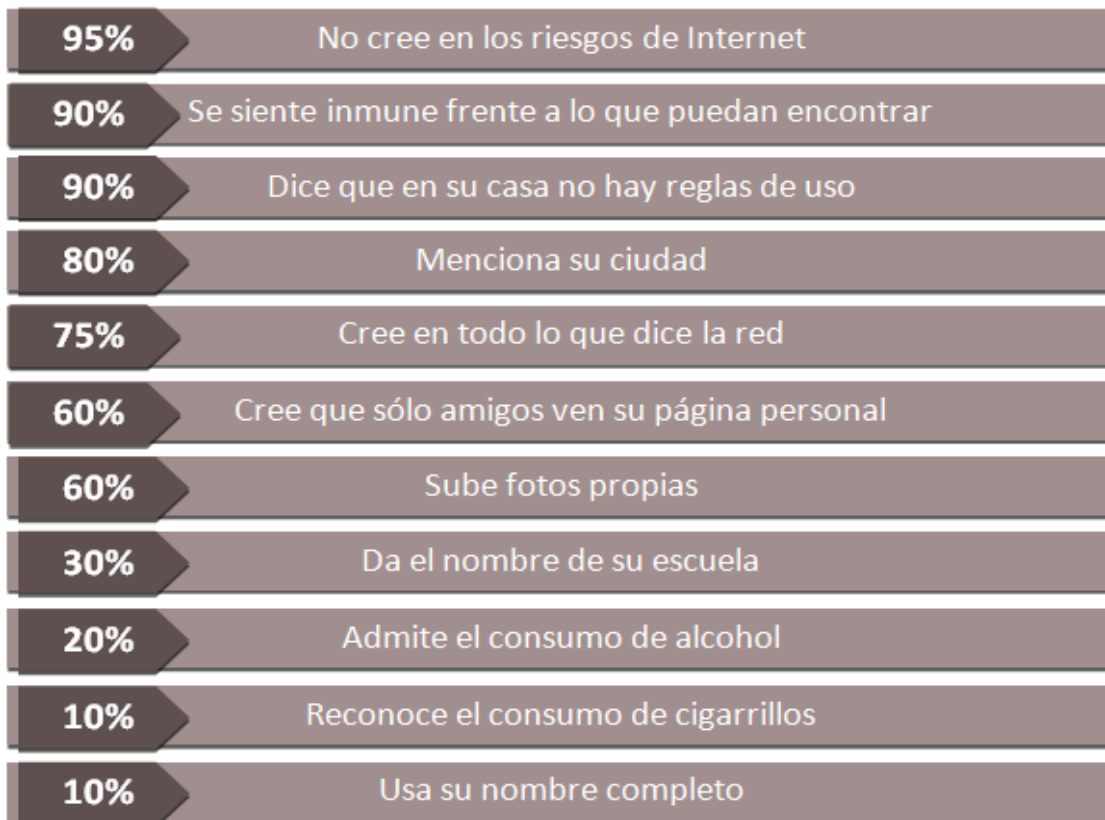 95% No cree en los riesgos de Internet
90% Se siente inmune frente a lo que puedan encontrar
90% Dice que en su casa no hay reglas de uso
80% Menciona su ciudad
75% Cree en todo lo que dice la red
60% Cree que sólo amigos ven su página personal
60% Sube fotos propias
30% Da el nombre de su escuela
20% Admite el consumo de alcohol
10% Reconoce el consumo de cigarrillos
10% Usa su nombre completo